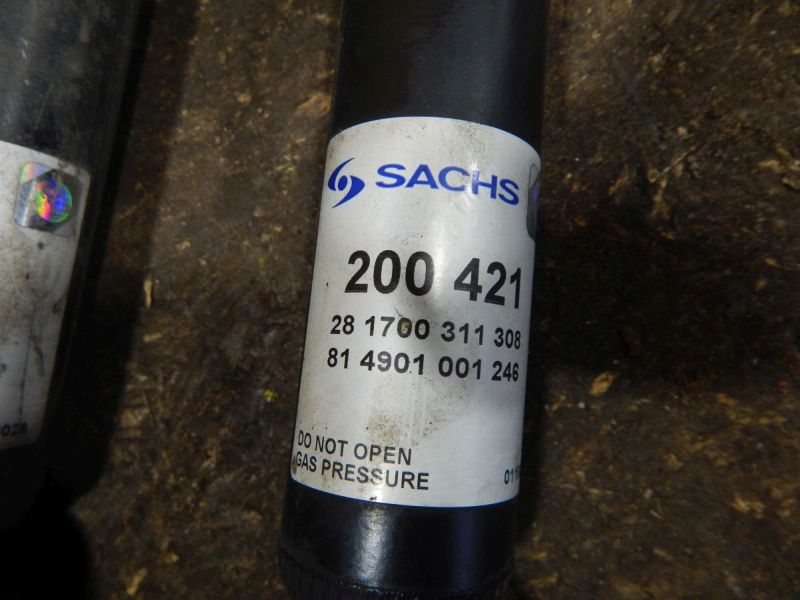 SACHS
200 421
28 1700 311 308
81 4901 001 246
DO NOT OPEN
GAS PRESSURE